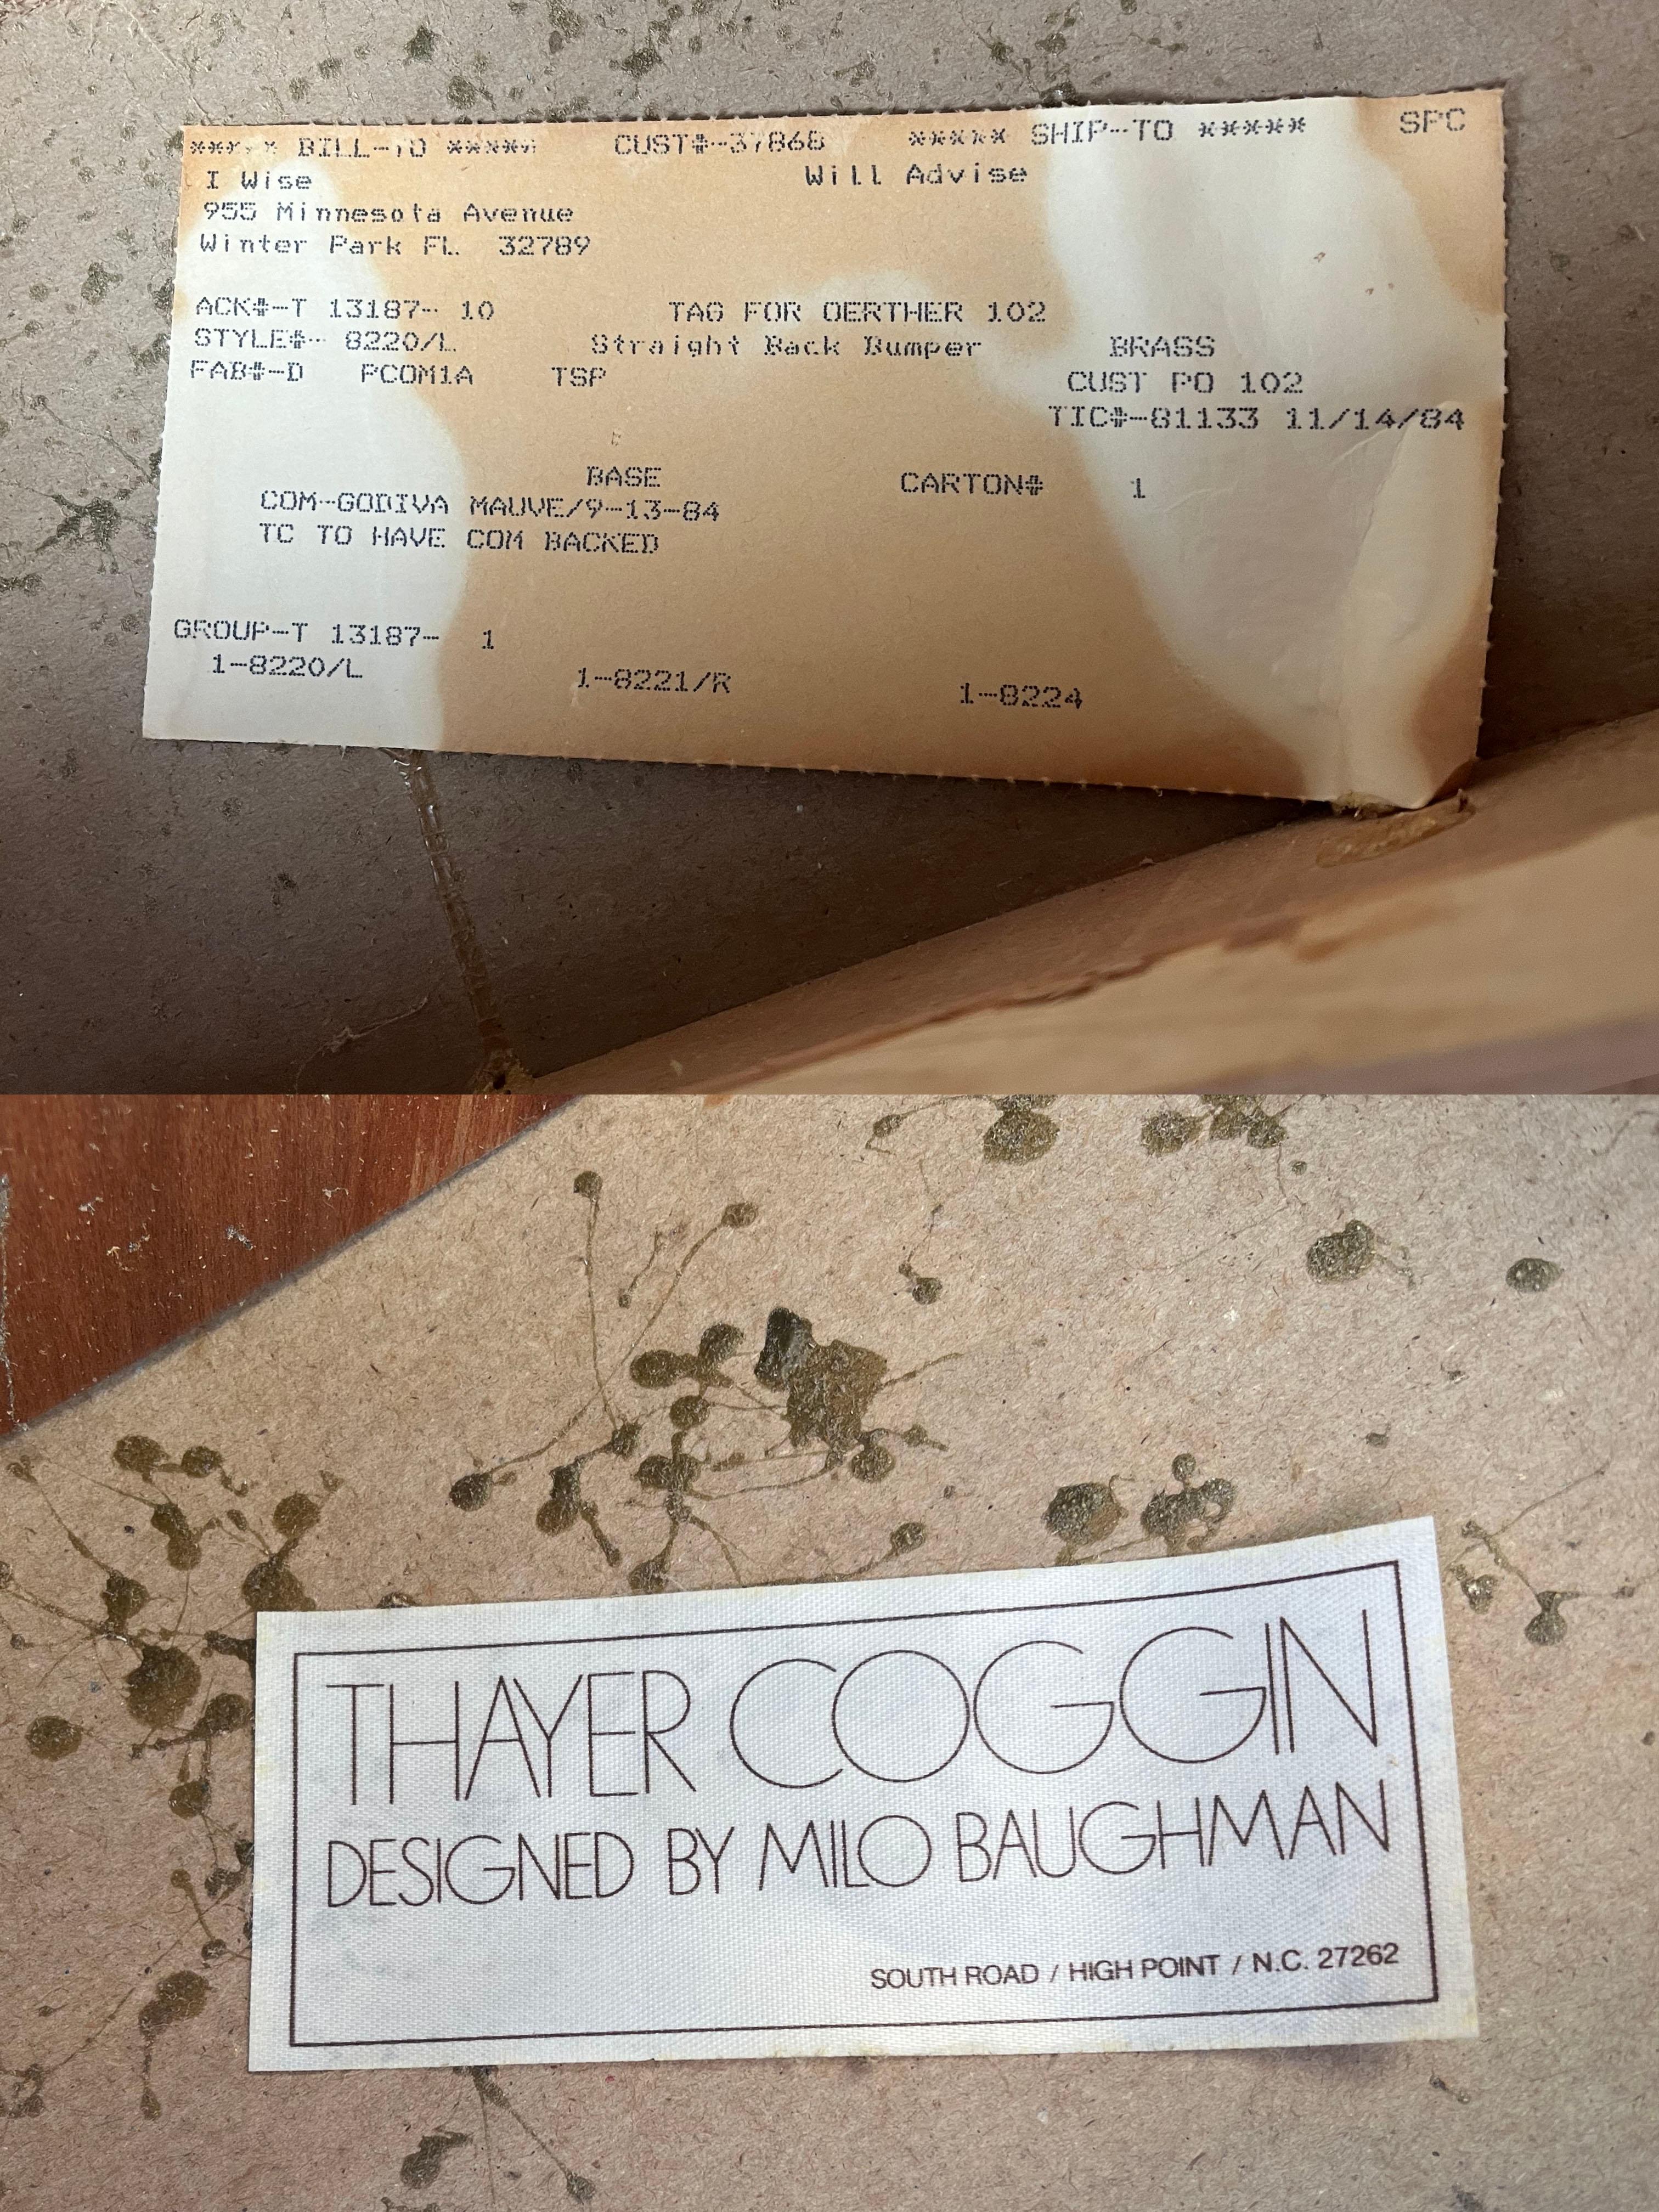 ***** BILL-TO ***** CUST#-37868 ***** SHIP-TO ***** SPC
I Wise Will Advise
955 Minnesota Avenue
Winter Park FL 32789
ACK#-T 13187- 10 TAG FOR OERTHER 102
STYLE#- 8220/L Straight Back Bumper BRASS
FAB#-D PCOM1A TSP CUST PO 102
TIC#-81133 11/14/84
BASE CARTON# 1
COM-GODIVA MAUVE/9-13-84
TC TO HAVE COM BACKED
GROUP-T 13187- 1
1-8220/L 1-8221/R 1-8224
THAYER COGGIN
DESIGNED BY MILO BAUGHMAN
SOUTH ROAD / HIGH POINT / N.C. 27262